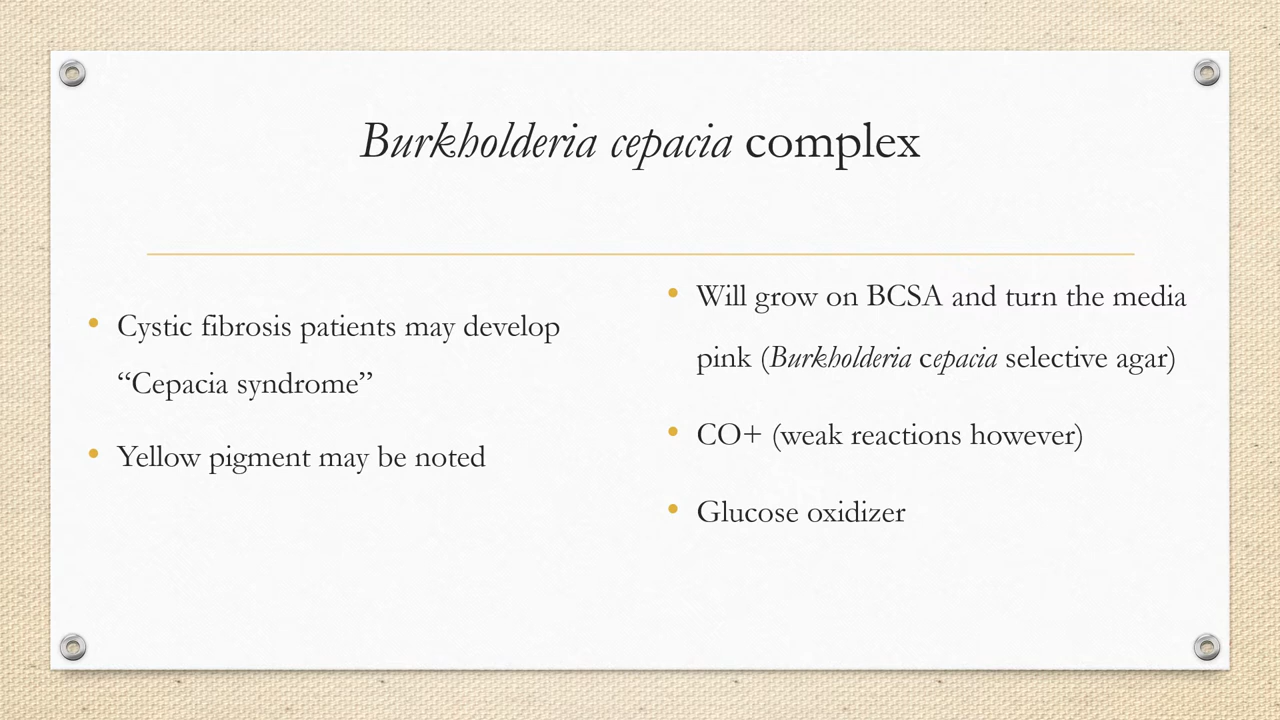 Burkholderia cepacia complex
• Cystic fibrosis patients may develop
“Cepacia syndrome”
• Yellow pigment may be noted
• Will grow on BCSA and turn the media
pink (Burkholderia cepacia selective agar)
• CO+ (weak reactions however)
• Glucose oxidizer